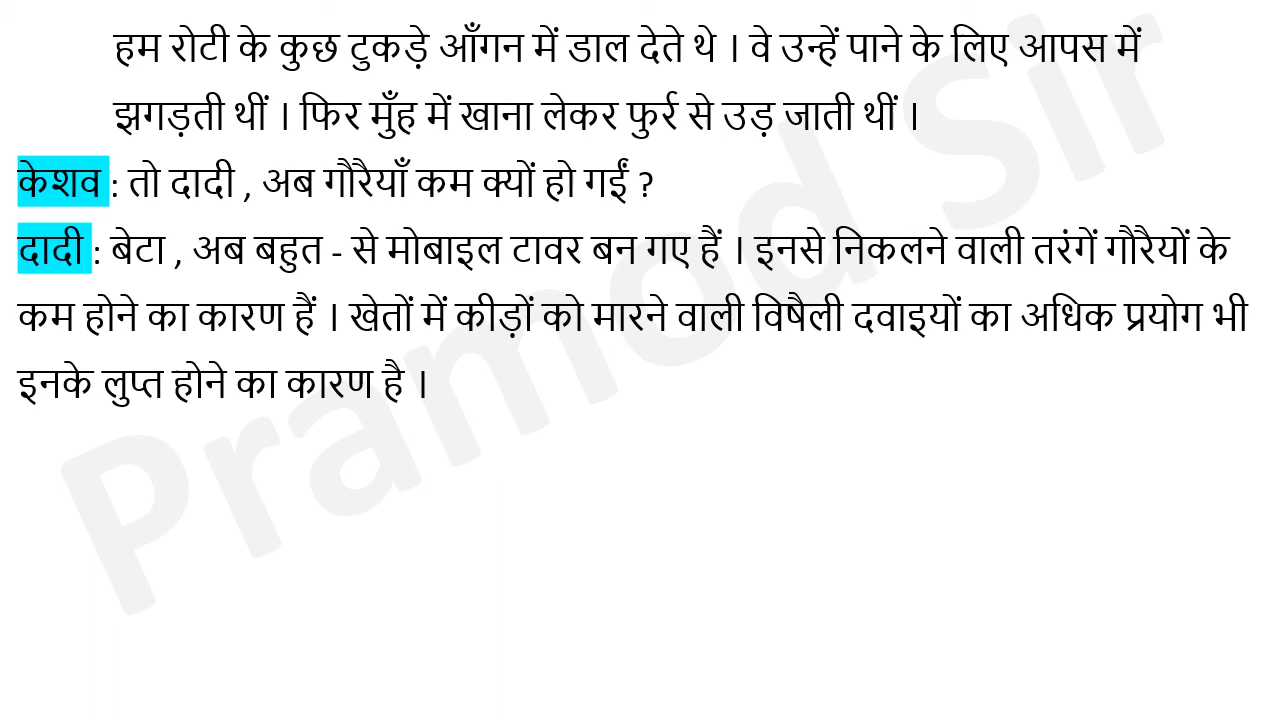 हम रोटी के कुछ टुकड़े आँगन में डाल देते थे । वे उन्हें पाने के लिए आपस में
झगड़ती थीं । फिर मुँह में खाना लेकर फुर्र से उड़ जाती थीं ।
केशव : तो दादी , अब गौरैयाँ कम क्यों हो गईं ?
दादी : बेटा , अब बहुत - से मोबाइल टावर बन गए हैं । इनसे निकलने वाली तरंगें गौरैयों के
कम होने का कारण हैं । खेतों में कीड़ों को मारने वाली विषैली दवाइयों का अधिक प्रयोग भी
इनके लुप्त होने का कारण है ।
Pramod Sir